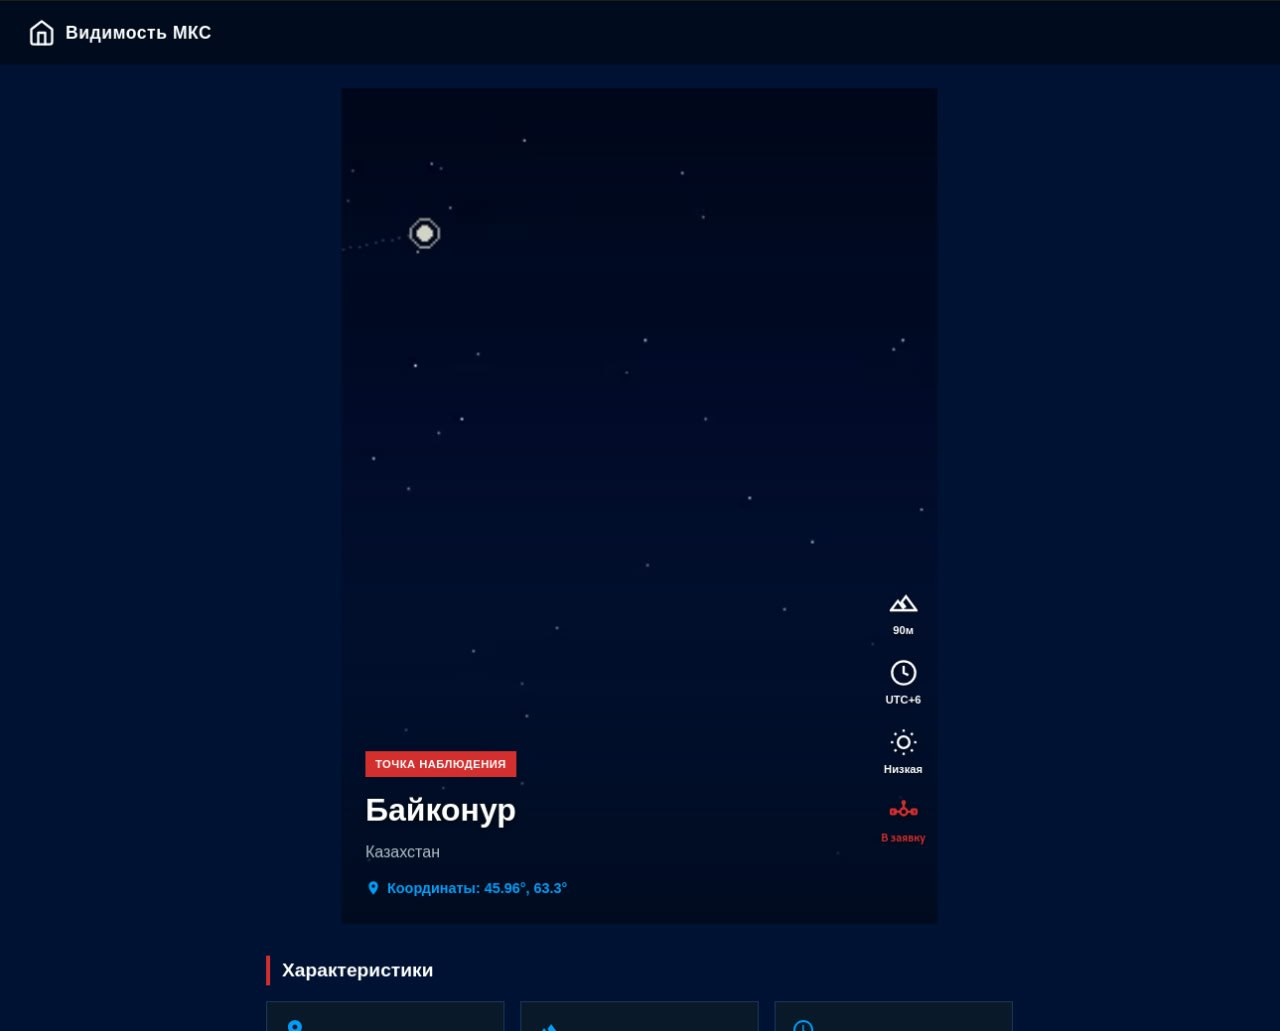 Видимость МКС
90м
UTC+6
Низкая
В заявку
ТОЧКА НАБЛЮДЕНИЯ
Байконур
Казахстан
Координаты: 45.96°, 63.3°
Характеристики